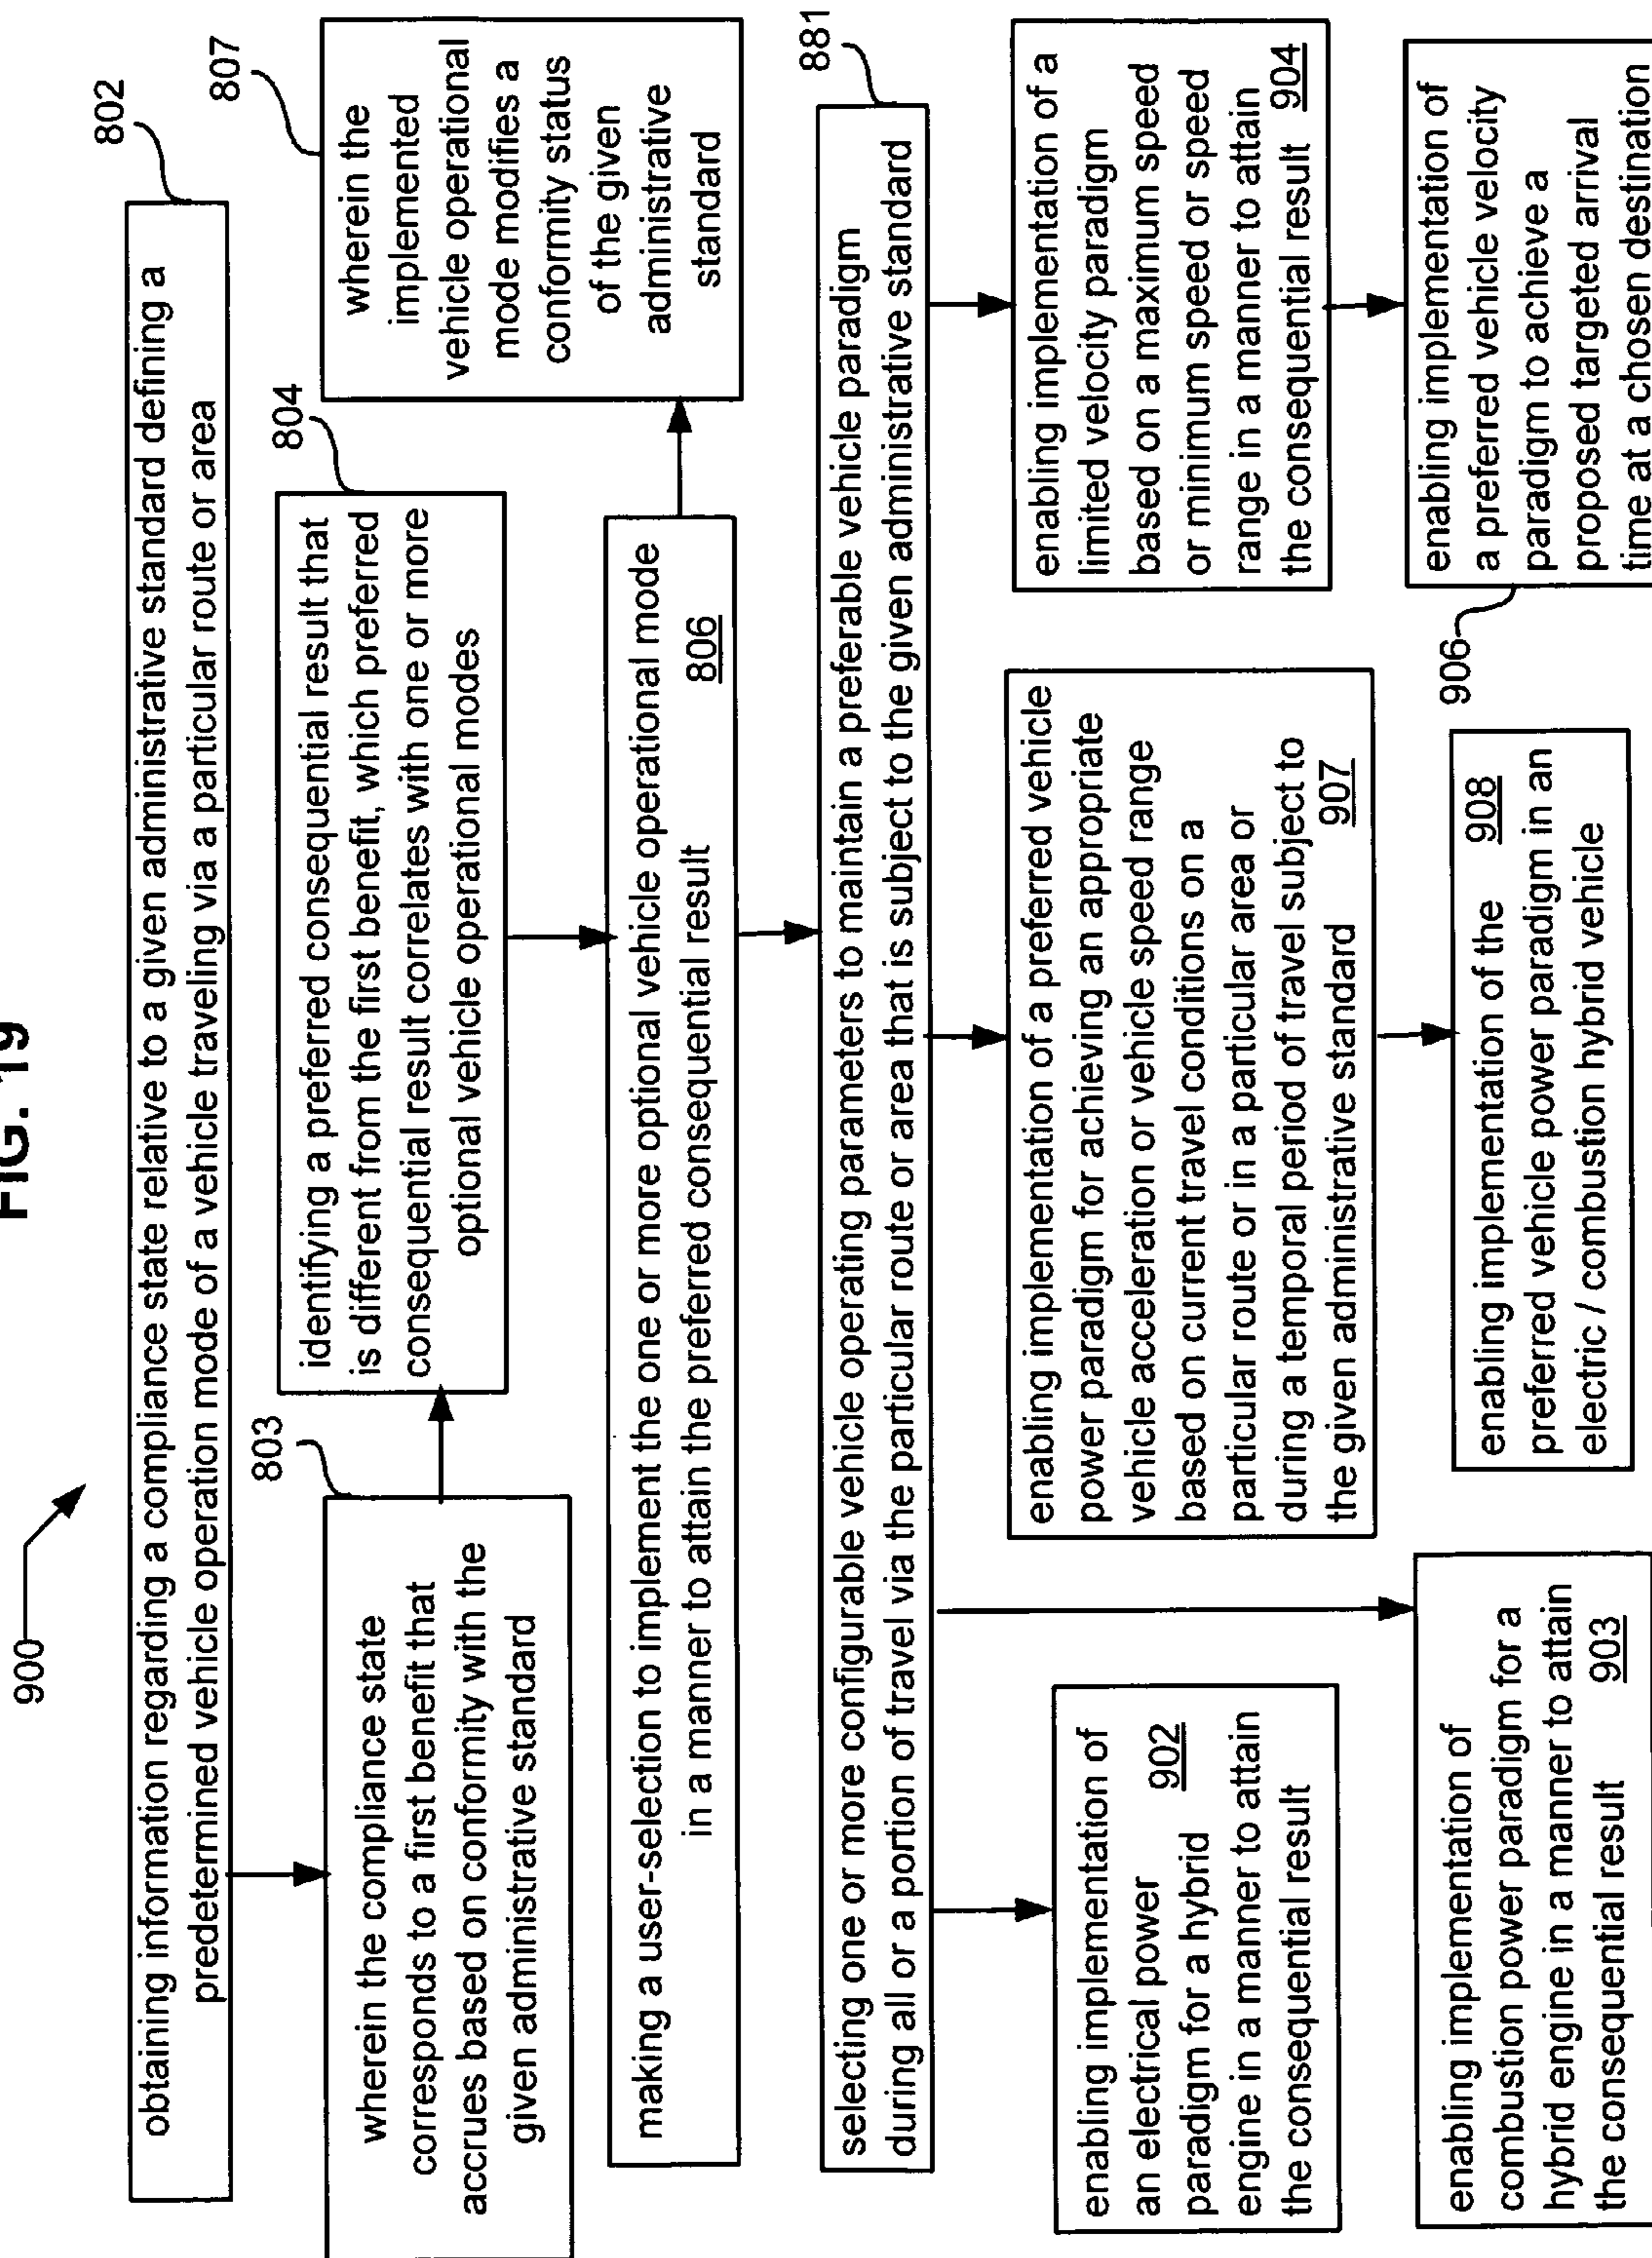 FIG. 19
900
802
obtaining information regarding a compliance state relative to a given administrative standard defining a
predetermined vehicle operation mode of a vehicle traveling via a particular route or area
803
wherein the compliance state
corresponds to a first benefit that
accrues based on conformity with the
given administrative standard
804
identifying a preferred consequential result that
is different from the first benefit, which preferred
consequential result correlates with one or more
optional vehicle operational modes
807
wherein the
implemented
vehicle operational
mode modifies a
conformity status
of the given
administrative
standard
making a user-selection to implement the one or more optional vehicle operational mode
in a manner to attain the preferred consequential result 806
881
selecting one or more configurable vehicle operating parameters to maintain a preferable vehicle paradigm
during all or a portion of travel via the particular route or area that is subject to the given administrative standard
enabling implementation of
an electrical power 902
paradigm for a hybrid
engine in a manner to attain
the consequential result
enabling implementation of
combustion power paradigm for a
hybrid engine in a manner to attain
the consequential result 903
enabling implementation of a preferred vehicle
power paradigm for achieving an appropriate
vehicle acceleration or vehicle speed range
based on current travel conditions on a
particular route or in a particular area or
during a temporal period of travel subject to
the given administrative standard 907
enabling implementation of the 908
preferred vehicle power paradigm in an
electric / combustion hybrid vehicle
enabling implementation of a
limited velocity paradigm
based on a maximum speed
or minimum speed or speed
range in a manner to attain
the consequential result 904
906
enabling implementation of
a preferred vehicle velocity
paradigm to achieve a
proposed targeted arrival
time at a chosen destination